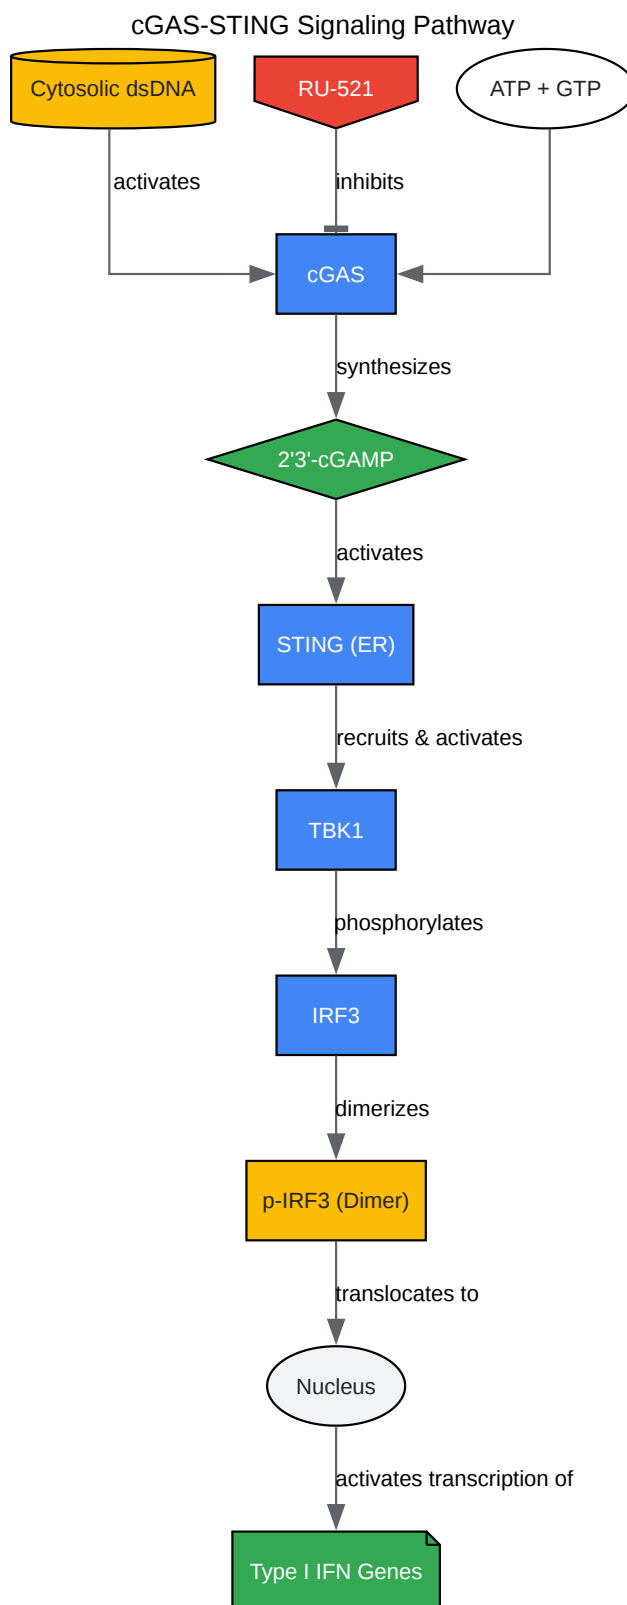 cGAS-STING Signaling Pathway
Cytosolic dsDNA
RU-521
ATP + GTP
activates
inhibits
cGAS
synthesizes
2'3'-cGAMP
activates
STING (ER)
recruits & activates
TBK1
phosphorylates
IRF3
dimerizes
p-IRF3 (Dimer)
translocates to
Nucleus
activates transcription of
Type I IFN Genes